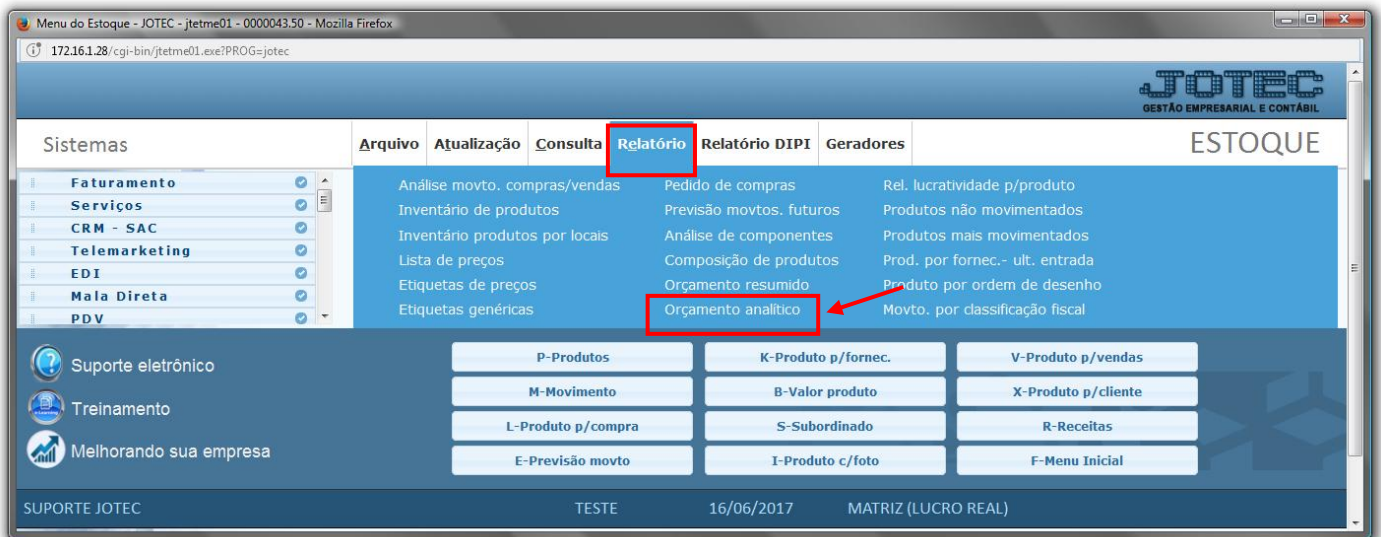 Menu do Estoque - JOTEC - jtetme01 - 0000043.50 - Mozilla Firefox
172.16.1.28/cgi-bin/jtetme01.exe?PROG=jotec
JOTEC
GESTÃO EMPRESARIAL E CONTÁBIL
Sistemas
Arquivo Atualização Consulta Relatório Relatório DIPI Geradores
ESTOQUE
Faturamento
Serviços
CRM - SAC
Telemarketing
EDI
Mala Direta
PDV
Análise movto. compras/vendas Pedido de compras Rel. lucratividade p/produto
Inventário de produtos Previsão movtos. futuros Produtos não movimentados
Inventário produtos por locais Análise de componentes Produtos mais movimentados
Lista de preços Composição de produtos Prod. por fornec.- ult. entrada
Etiquetas de preços Orçamento resumido Produto por ordem de desenho
Etiquetas genéricas Orçamento analítico Movto. por classificação fiscal
Suporte eletrônico
Treinamento
Melhorando sua empresa
P-Produtos K-Produto p/fornec. V-Produto p/vendas
M-Movimento B-Valor produto X-Produto p/cliente
L-Produto p/compra S-Subordinado R-Receitas
E-Previsão movto I-Produto c/foto F-Menu Inicial
SUPORTE JOTEC TESTE 16/06/2017 MATRIZ (LUCRO REAL)